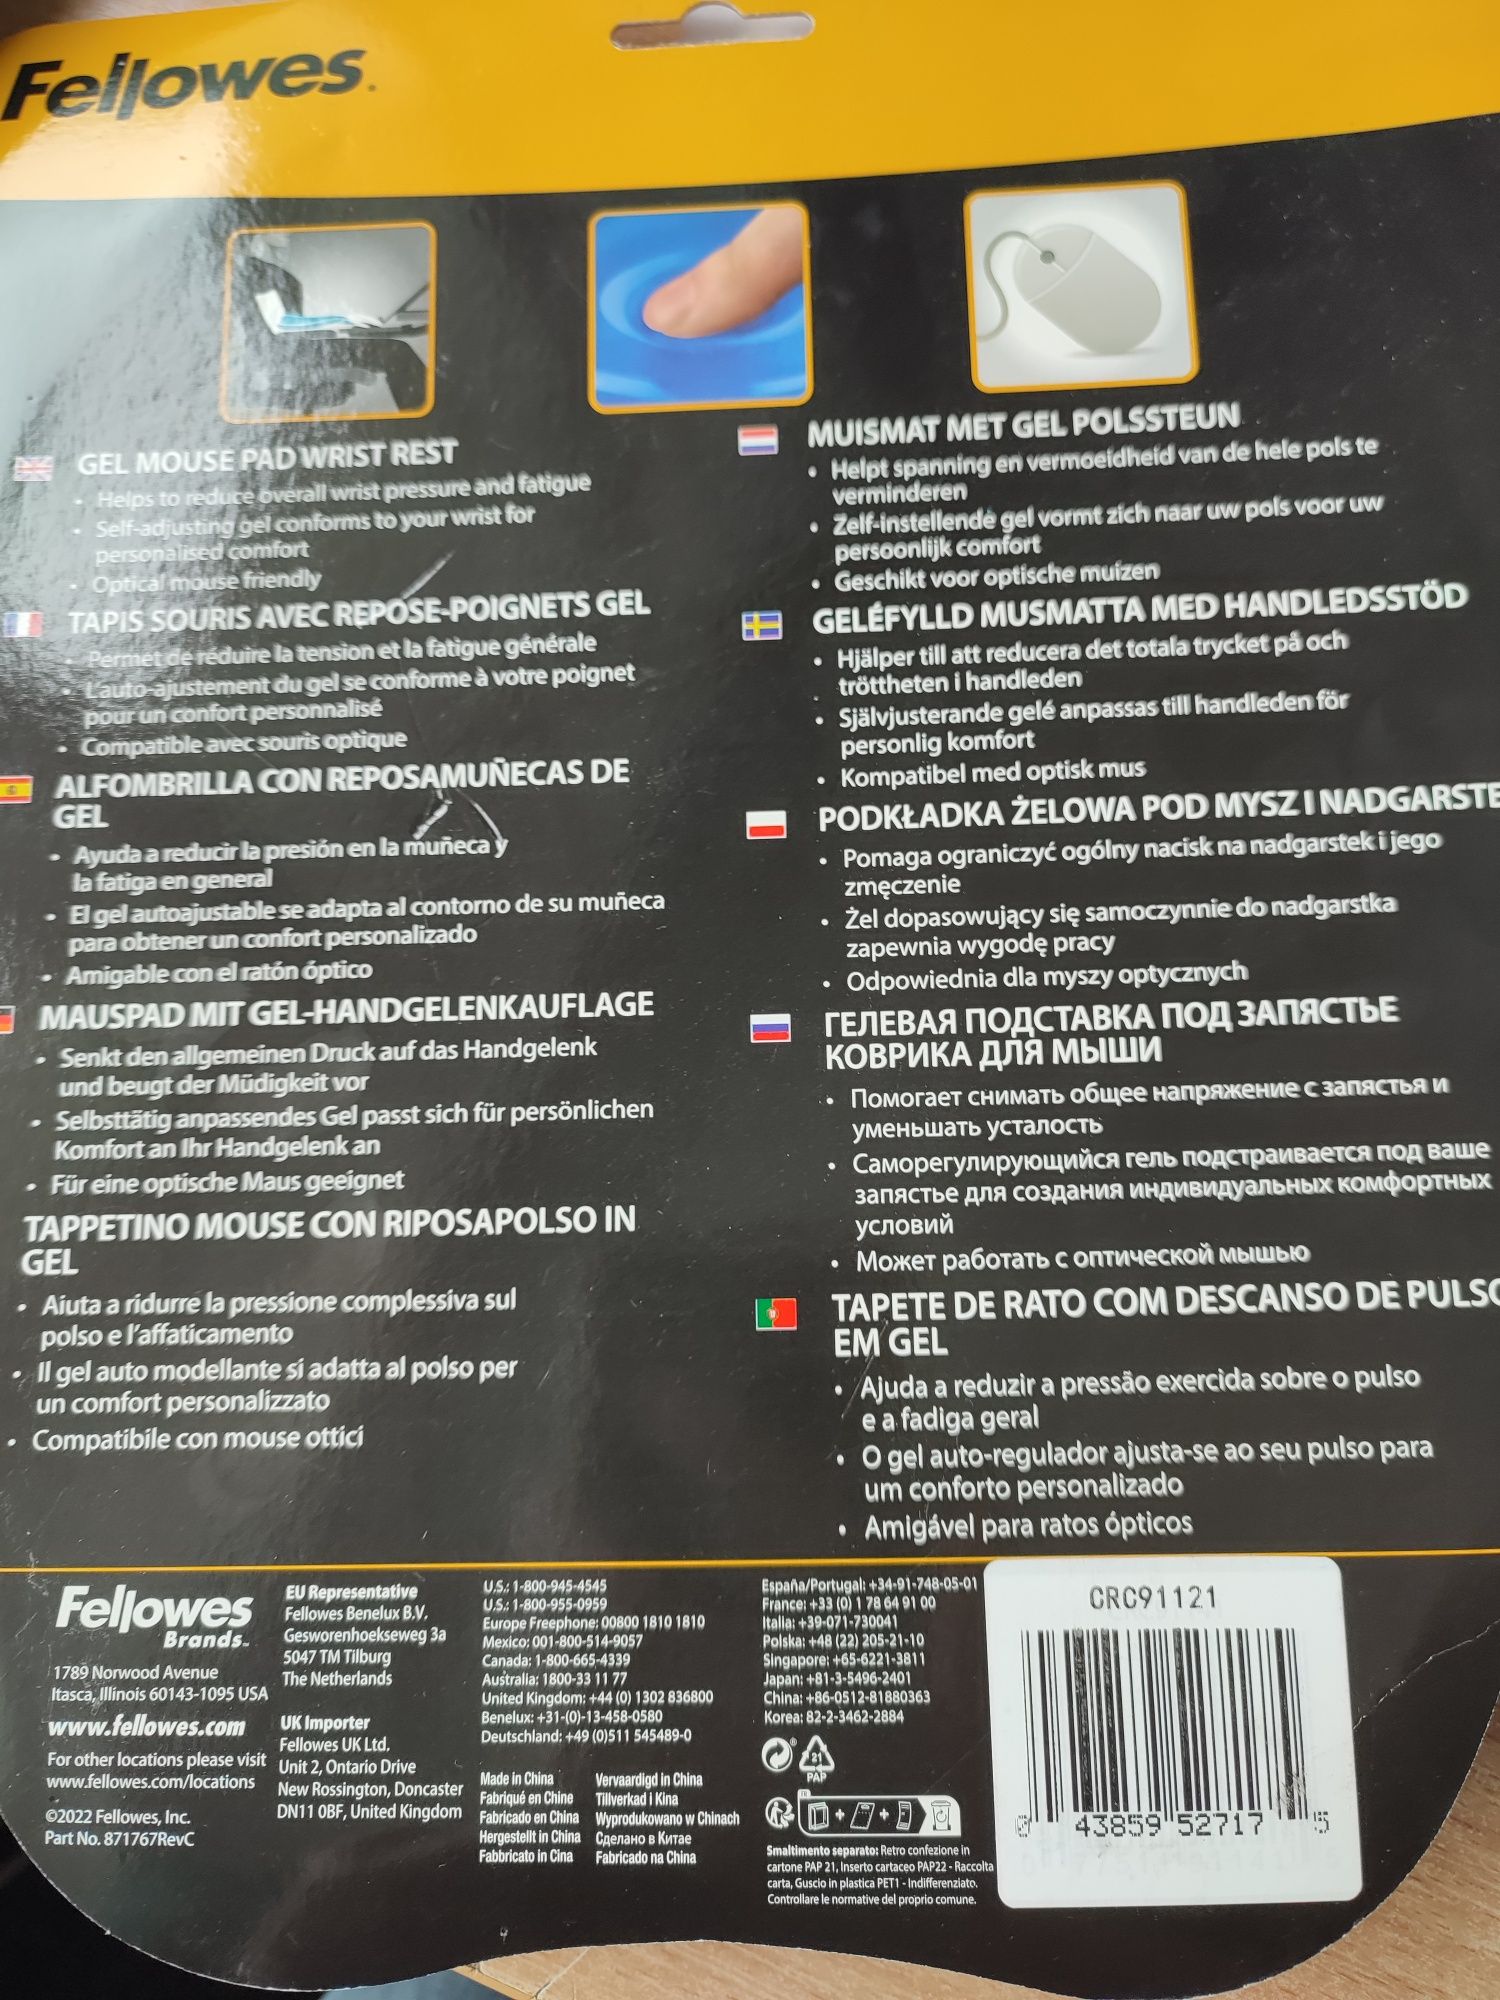 Fellowes.
GEL MOUSE PAD WRIST REST
• Helps to reduce overall wrist pressure and fatigue
• Self-adjusting gel conforms to your wrist for
personalised comfort
• Optical mouse friendly
TAPIS SOURIS AVEC REPOSE-POIGNETS GEL
• Permet de réduire la tension et la fatigue générale
• L'auto-ajustement du gel se conforme à votre poignet
pour un confort personnalisé
• Compatible avec souris optique
ALFOMBRILLA CON REPOSAMUÑECAS DE
GEL
• Ayuda a reducir la presión en la muñeca y
la fatiga en general
• El gel autoajustable se adapta al contorno de su muñeca
para obtener un confort personalizado
• Amigable con el ratón óptico
MAUSPAD MIT GEL-HANDGELENKAUFLAGE
• Senkt den allgemeinen Druck auf das Handgelenk
und beugt der Müdigkeit vor
• Selbsttätig anpassendes Gel passt sich für persönlichen
Komfort an Ihr Handgelenk an
• Für eine optische Maus geeignet
TAPPETINO MOUSE CON RIPOSAPOLSO IN
GEL
• Aiuta a ridurre la pressione complessiva sul
polso e l'affaticamento
• Il gel auto modellante si adatta al polso per
un comfort personalizzato
• Compatibile con mouse ottici
MUISMAT MET GEL POLSSTEUN
• Helpt spanning en vermoeidheid van de hele pols te
verminderen
• Zelf-instellende gel vormt zich naar uw pols voor uw
persoonlijk comfort
• Geschikt voor optische muizen
GELÉFYLLD MUSMATTA MED HANDLEDSSTÖD
• Hjälper till att reducera det totala trycket på och
tröttheten i handleden
• Självjusterande gelé anpassas till handleden för
personlig komfort
• Kompatibel med optisk mus
PODKŁADKA ŻELOWA POD MYSZ I NADGARSTE
• Pomaga ograniczyć ogólny nacisk na nadgarstek i jego
zmęczenie
• Żel dopasowujący się samoczynnie do nadgarstka
zapewnia wygodę pracy
• Odpowiednia dla myszy optycznych
ГЕЛЕВАЯ ПОДСТАВКА ПОД ЗАПЯСТЬЕ
КОВРИКА ДЛЯ МЫШИ
• Помогает снимать общее напряжение с запястья и
уменьшать усталость
• Саморегулирующийся гель подстраивается под ваше
запястье для создания индивидуальных комфортных
условий
• Может работать с оптической мышью
TAPETE DE RATO COM DESCANSO DE PULSO
EM GEL
• Ajuda a reduzir a pressão exercida sobre o pulso
e a fadiga geral
• O gel auto-regulador ajusta-se ao seu pulso para
um conforto personalizado
• Amigável para ratos ópticos
Fellowes
Brands™
1789 Norwood Avenue
Itasca, Illinois 60143-1095 USA
www.fellowes.com
For other locations please visit
www.fellowes.com/locations
©2022 Fellowes, Inc.
Part No. 871767RevC
EU Representative
Fellowes Benelux B.V.
Gesworenhoekseweg 3a
5047 TM Tilburg
The Netherlands
UK Importer
Fellowes UK Ltd.
Unit 2, Ontario Drive
New Rossington, Doncaster
DN11 0BF, United Kingdom
U.S.: 1-800-945-4545
U.S.: 1-800-955-0959
Europe Freephone: 00800 1810 1810
Mexico: 001-800-514-9057
Canada: 1-800-665-4339
Australia: 1800-33 11 77
United Kingdom: +44 (0) 1302 836800
Benelux: +31-(0)-13-458-0580
Deutschland: +49 (0)511 545489-0
Made in China
Fabriqué en Chine
Fabricado en China
Hergestellt in China
Fabbricato in Cina
Vervaardigd in China
Tillverkad i Kina
Wyprodukowano w Chinach
Сделано в Китае
Fabricado na China
España/Portugal: +34-91-748-05-01
France: +33 (0) 1 78 64 91 00
Italia: +39-071-730041
Polska: +48 (22) 205-21-10
Singapore: +65-6221-3811
Japan: +81-3-5496-2401
China: +86-0512-81880363
Korea: 82-2-3462-2884
21
PAP
FR
+ + +
Smaltimento separato: Retro confezione in
cartone PAP 21, Inserto cartaceo PAP22 - Raccolta
carta, Guscio in plastica PET1 - Indifferenziato.
Controllare le normative del proprio comune.
CRC91121
0 43859 52717 5